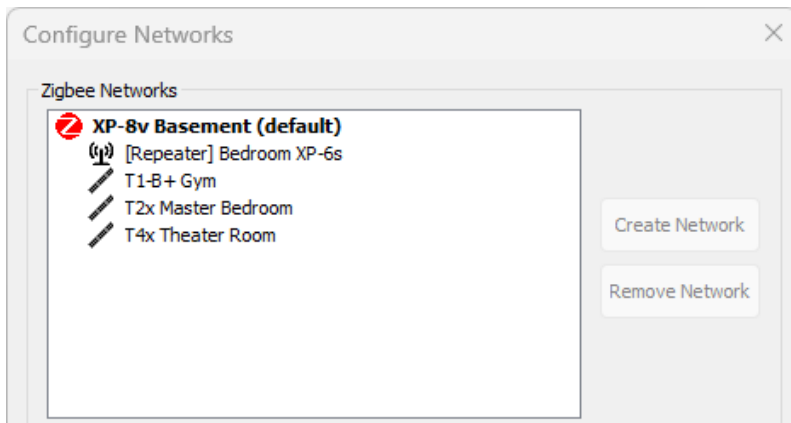 Configure Networks
Zigbee Networks
XP-8v Basement (default)
[Repeater] Bedroom XP-6s
T1-B+ Gym
T2x Master Bedroom
T4x Theater Room
Create Network
Remove Network